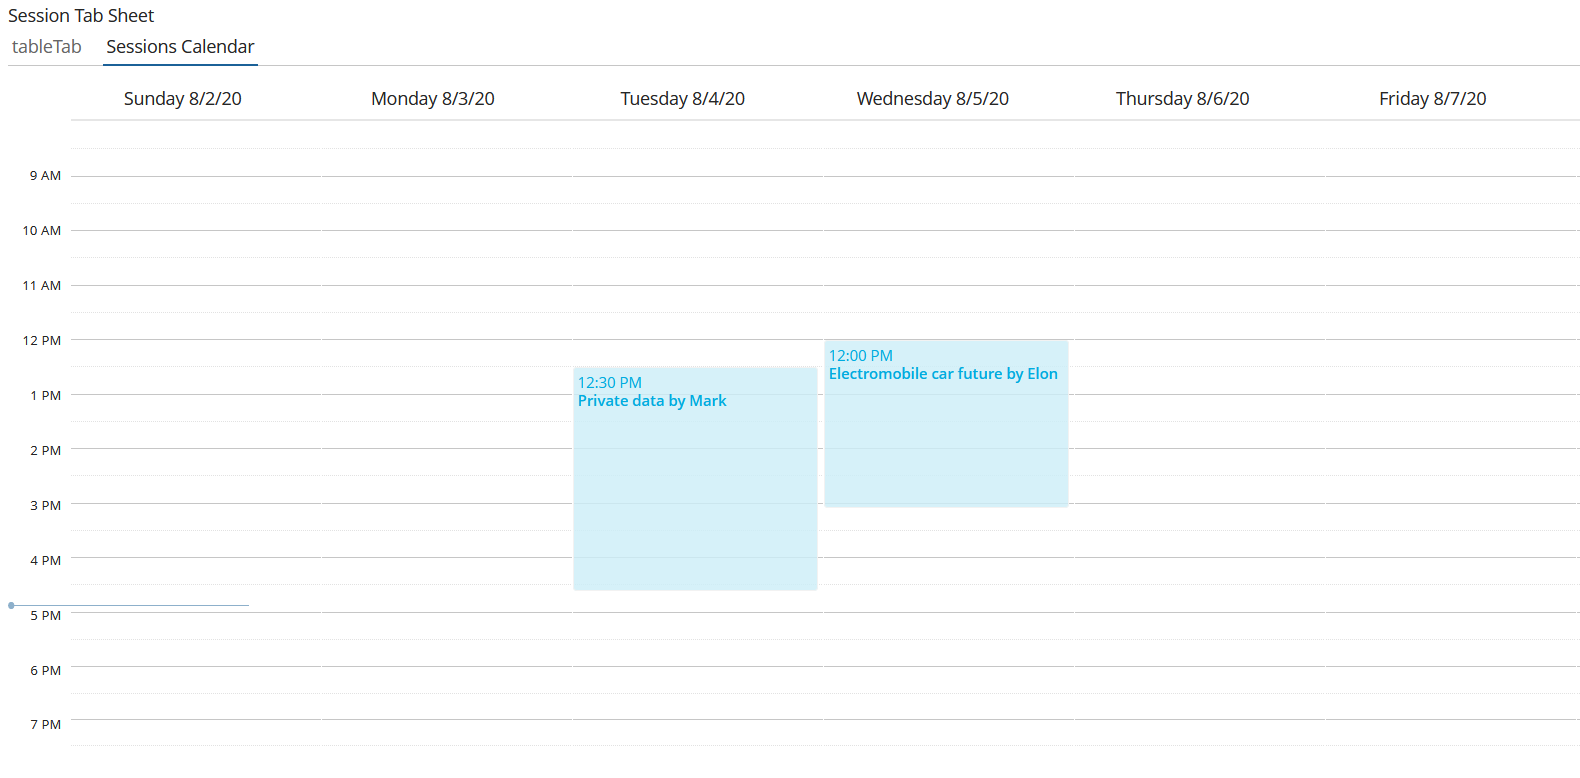 Session Tab Sheet
tableTab Sessions Calendar
Sunday 8/2/20 Monday 8/3/20 Tuesday 8/4/20 Wednesday 8/5/20 Thursday 8/6/20 Friday 8/7/20
9 AM
10 AM
11 AM
12 PM
12:00 PM
Electromobile car future by Elon
12:30 PM
1 PM
Private data by Mark
2 PM
3 PM
4 PM
5 PM
6 PM
7 PM